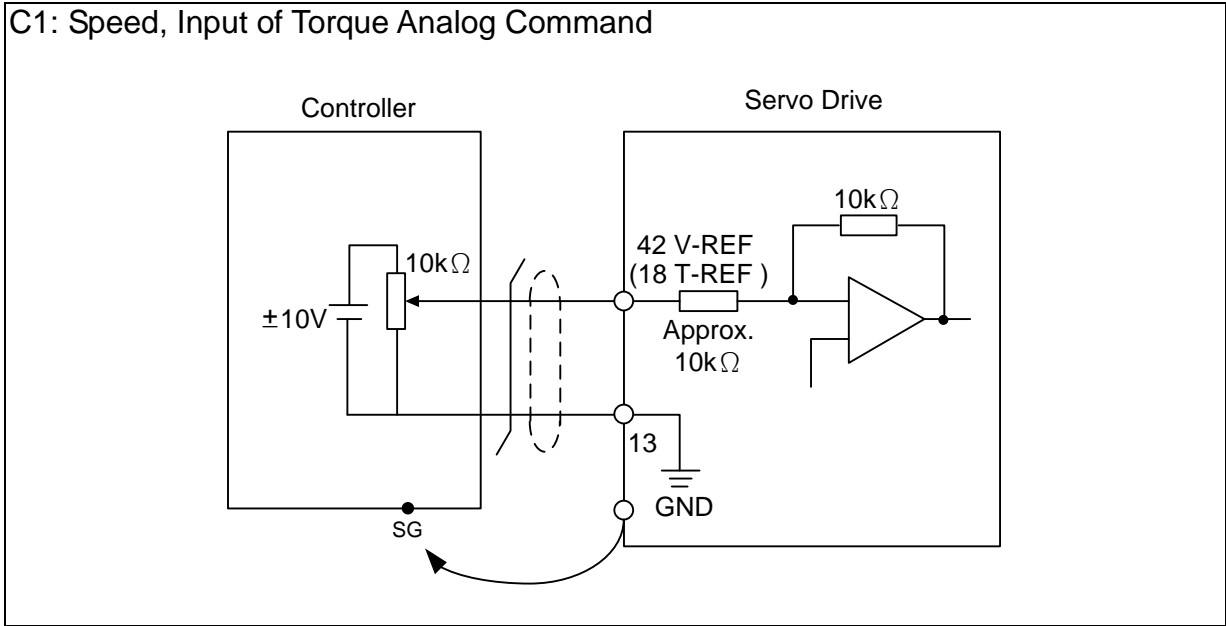 C1: Speed, Input of Torque Analog Command
Controller
Servo Drive
10kΩ
42 V-REF
(18 T-REF )
10kΩ
±10V
Approx.
10kΩ
13
GND
SG